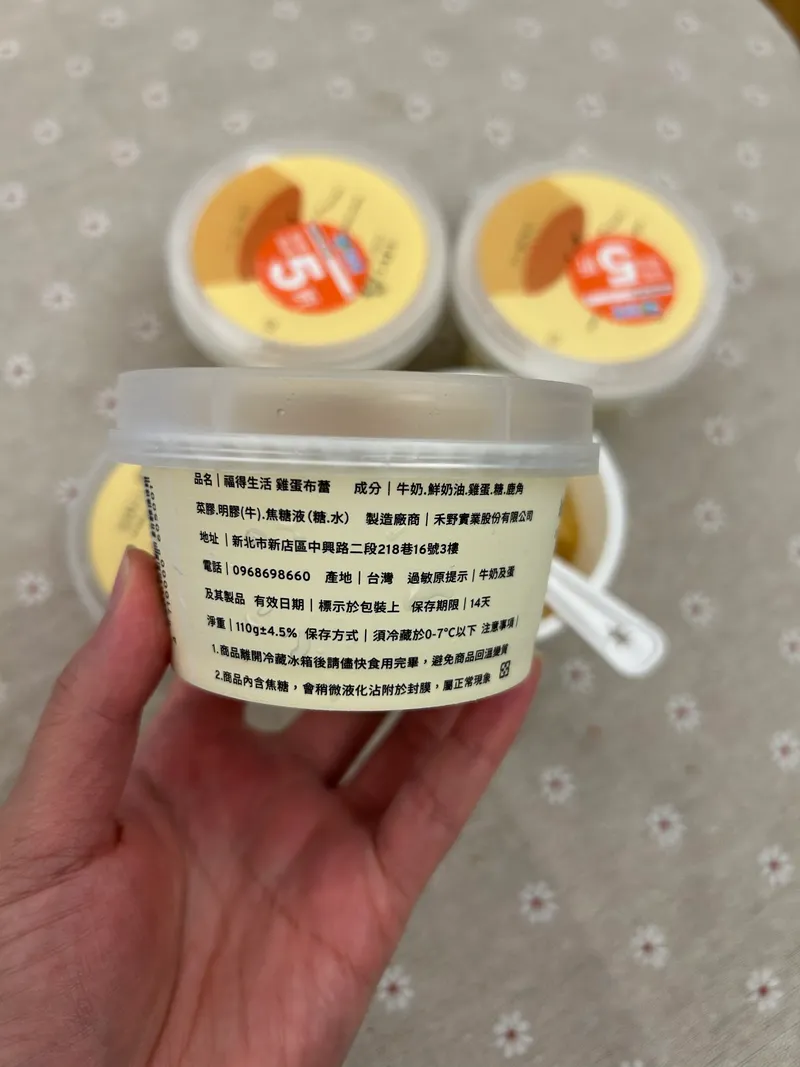 5折
5折
品名 | 福得生活 雞蛋布蕾 成分 | 牛奶.鮮奶油.雞蛋.糖.鹿角
菜膠.明膠(牛).焦糖液(糖.水) 製造廠商 | 禾野實業股份有限公司
地址 | 新北市新店區中興路二段218巷16號3樓
電話 | 0968698660 產地 | 台灣 過敏原提示 | 牛奶及蛋
及其製品 有效日期 | 標示於包裝上 保存期限 | 14天
淨重 | 110g±4.5% 保存方式 | 須冷藏於0-7°C以下 注意事項 |
1.商品離開冷藏冰箱後請儘快食用完畢，避免商品回溫變質
2.商品內含焦糖，會稍微液化沾附於封膜，屬正常現象